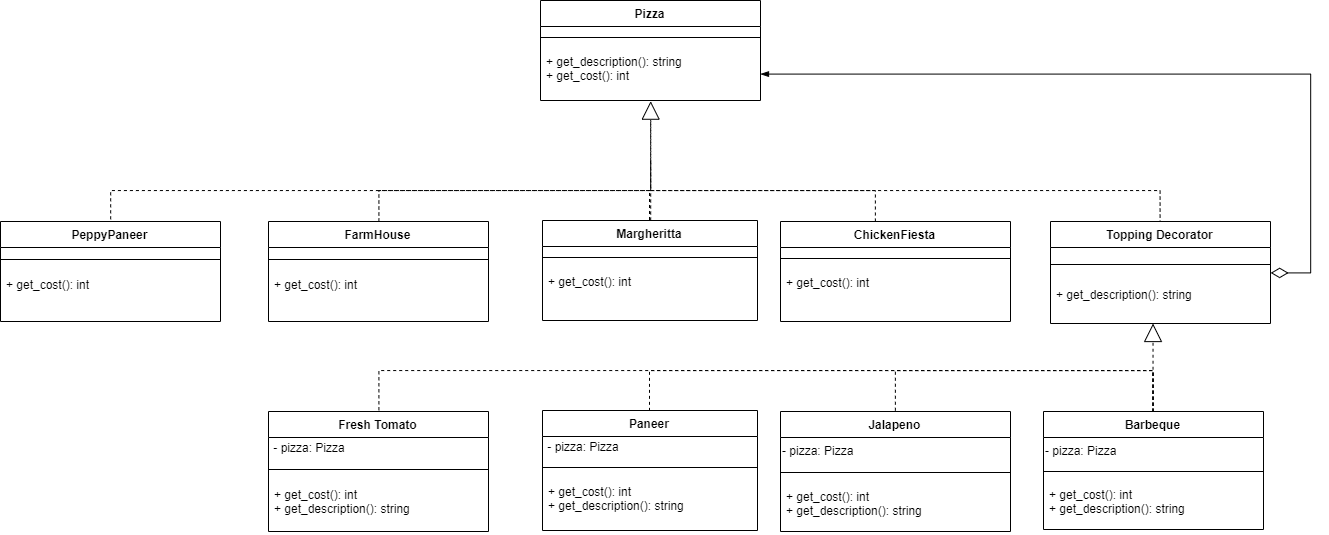 Pizza
+ get_description(): string
+ get_cost(): int
PeppyPaneer
+ get_cost(): int
FarmHouse
+ get_cost(): int
Margheritta
+ get_cost(): int
ChickenFiesta
+ get_cost(): int
Topping Decorator
+ get_description(): string
Fresh Tomato
- pizza: Pizza
+ get_cost(): int
+ get_description(): string
Paneer
- pizza: Pizza
+ get_cost(): int
+ get_description(): string
Jalapeno
- pizza: Pizza
+ get_cost(): int
+ get_description(): string
Barbeque
- pizza: Pizza
+ get_cost(): int
+ get_description(): string